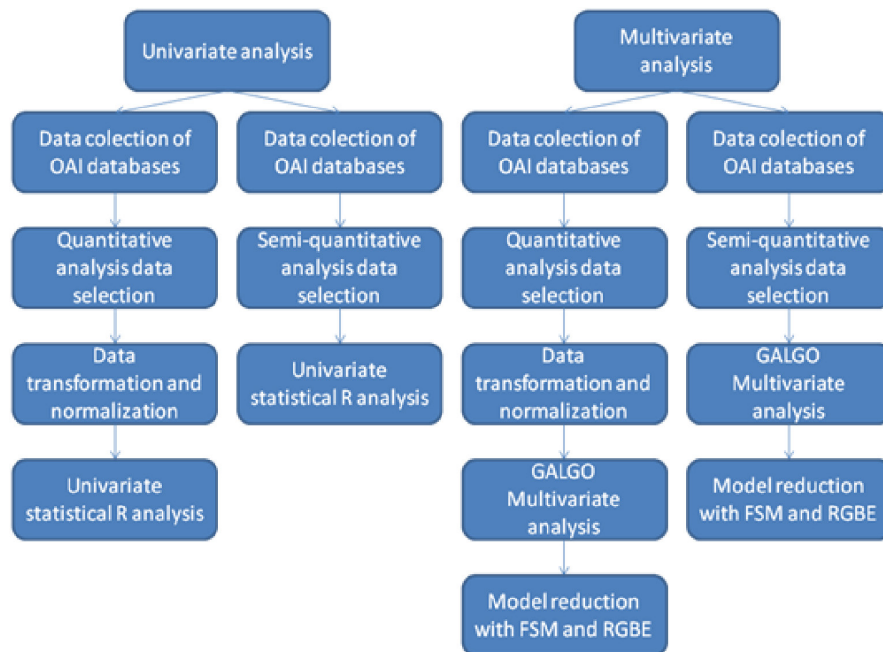 Univariate analysis
Multivariate
analysis
Data colection of
OAI databases
Data colection of
OAI databases
Data colection of
OAI databases
Data colection of
OAI databases
Quantitative
analysis data
selection
Semi-quantitative
analysis data
selection
Quantitative
analysis data
selection
Semi-quantitative
analysis data
selection
Data
transformation and
normalization
Univariate
statistical R analysis
Data
transformation and
normalization
GALGO
Multivariate
analysis
Univariate
statistical R analysis
GALGO
Multivariate
analysis
Model reduction
with FSM and RGBE
Model reduction
with FSM and RGBE